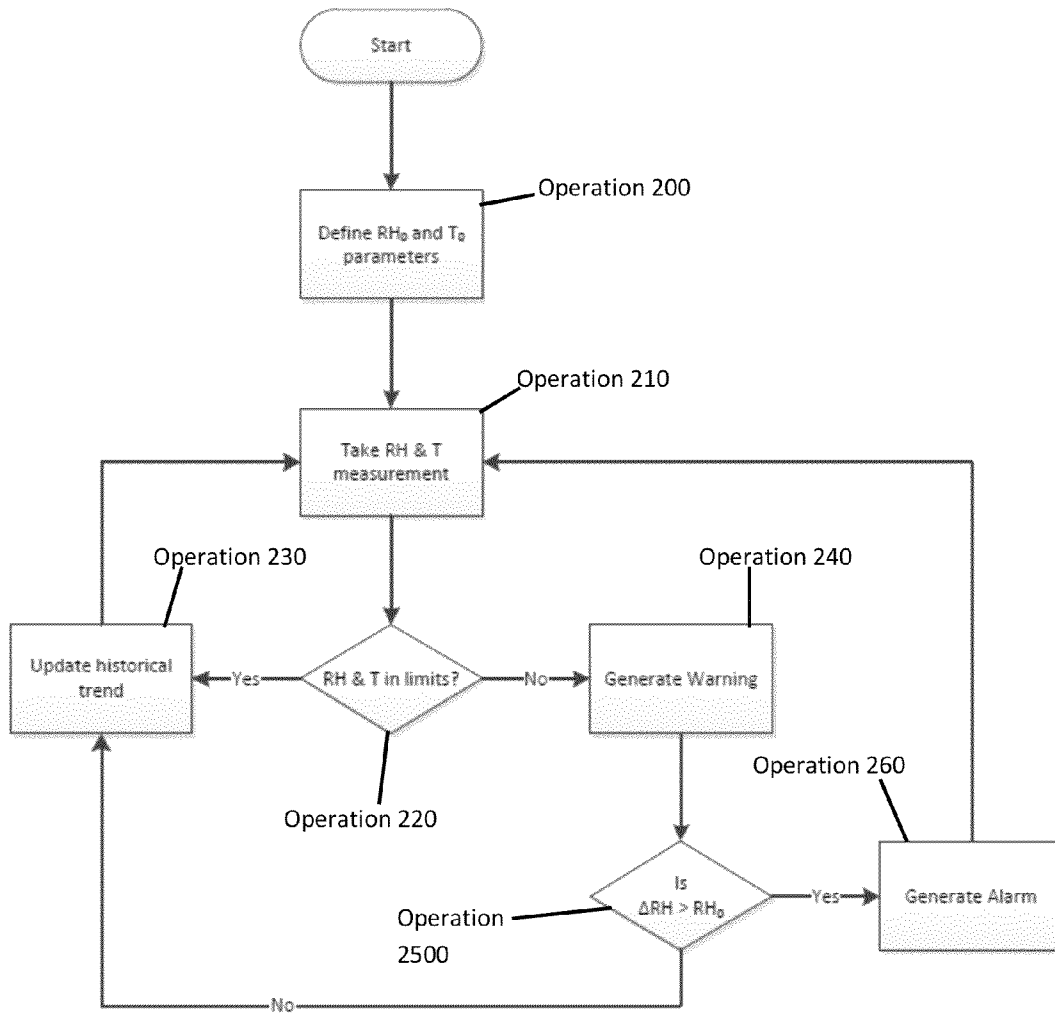 Start
Operation 200
Define RH₀ and T₀
parameters
Operation 210
Take RH & T
measurement
Operation 230
Operation 240
Update historical
trend
Yes
RH & T in limits?
No
Generate Warning
Operation 220
Operation 260
Is
ΔRH > RH₀
Yes
Generate Alarm
Operation
2500
No